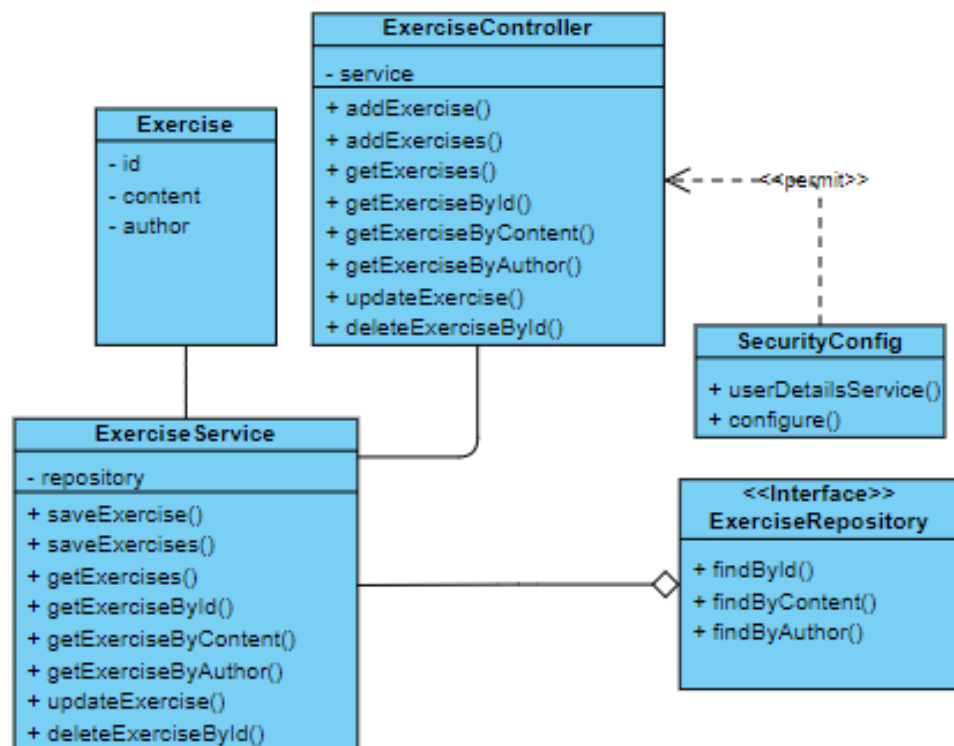 ExerciseController
- service
+ addExercise()
+ addExercises()
+ getExercises()
+ getExerciseById()
+ getExerciseByContent()
+ getExerciseByAuthor()
+ updateExercise()
+ deleteExerciseById()
Exercise
- id
- content
- author
<<permit>>
SecurityConfig
+ userDetailsService()
+ configure()
ExerciseService
- repository
+ saveExercise()
+ saveExercises()
+ getExercises()
+ getExerciseById()
+ getExerciseByContent()
+ getExerciseByAuthor()
+ updateExercise()
+ deleteExerciseById()
<<Interface>>
ExerciseRepository
+ findById()
+ findByContent()
+ findByAuthor()